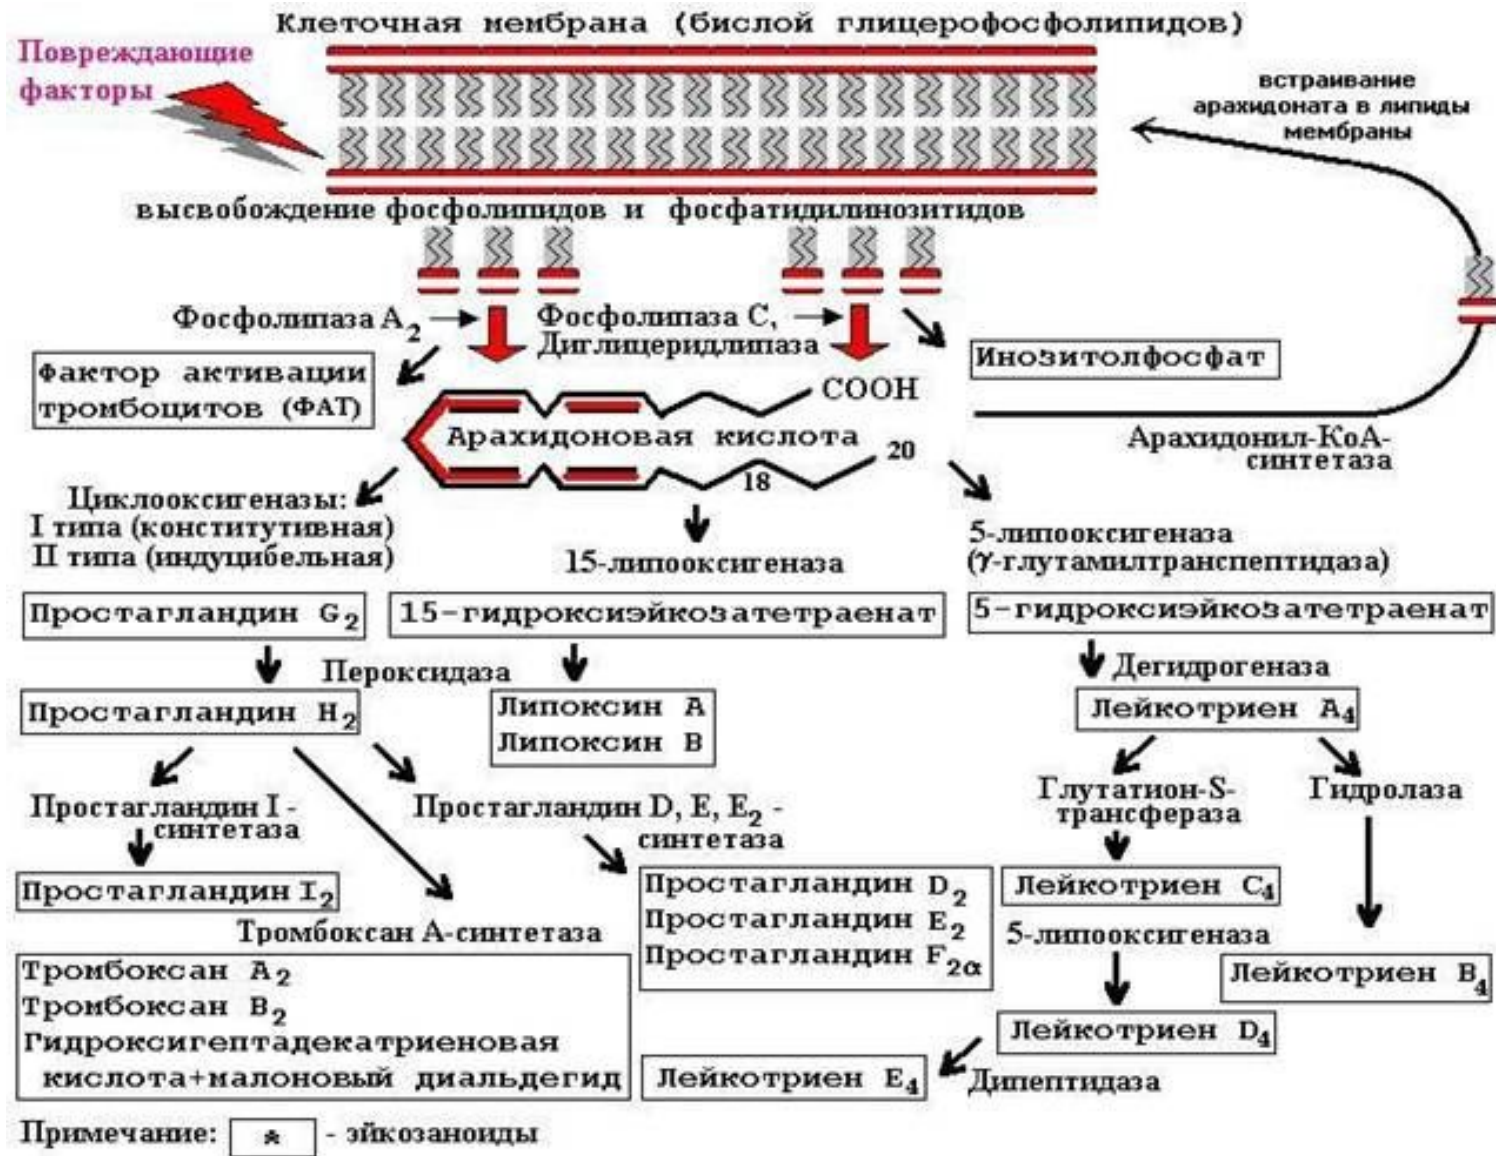 Клеточная мембрана (бислой глицерофосфолипидов)
Повреждающие
факторы
встраивание
арахидоната в липиды
мембраны
высвобождение фосфолипидов и фосфатидилинозитидов
Фосфолипаза A2
Фосфолипаза C,
Диглицеридлипаза
Инозитолфосфат
Фактор активации
тромбоцитов (ФАТ)
COOH
Арахидоновая кислота
20
18
Арахидонил-КоА-
синтетаза
Циклооксигеназы:
I типа (конститутивная)
II типа (индуцибельная)
15-липооксигеназа
5-липооксигеназа
(γ-глутамилтранспептидаза)
Простагландин G2
15-гидроксиэйкозатетраенат
5-гидроксиэйкозатетраенат
Пероксидаза
Дегидрогеназа
Простагландин H2
Липоксин A
Липоксин B
Лейкотриен A4
Простагландин I -
синтетаза
Простагландин D, E, E2 -
синтетаза
Глутатион-S-
трансфераза
Гидролаза
Простагландин I2
Простагландин D2
Простагландин E2
Простагландин F2α
Лейкотриен C4
Тромбоксан А-синтетаза
5-липооксигеназа
Тромбоксан A2
Тромбоксан B2
Гидроксигептадекатриеновая
кислота+малоновый диальдегид
Лейкотриен B4
Лейкотриен D4
Лейкотриен E4
Дипептидаза
Примечание: * - эйкозаноиды